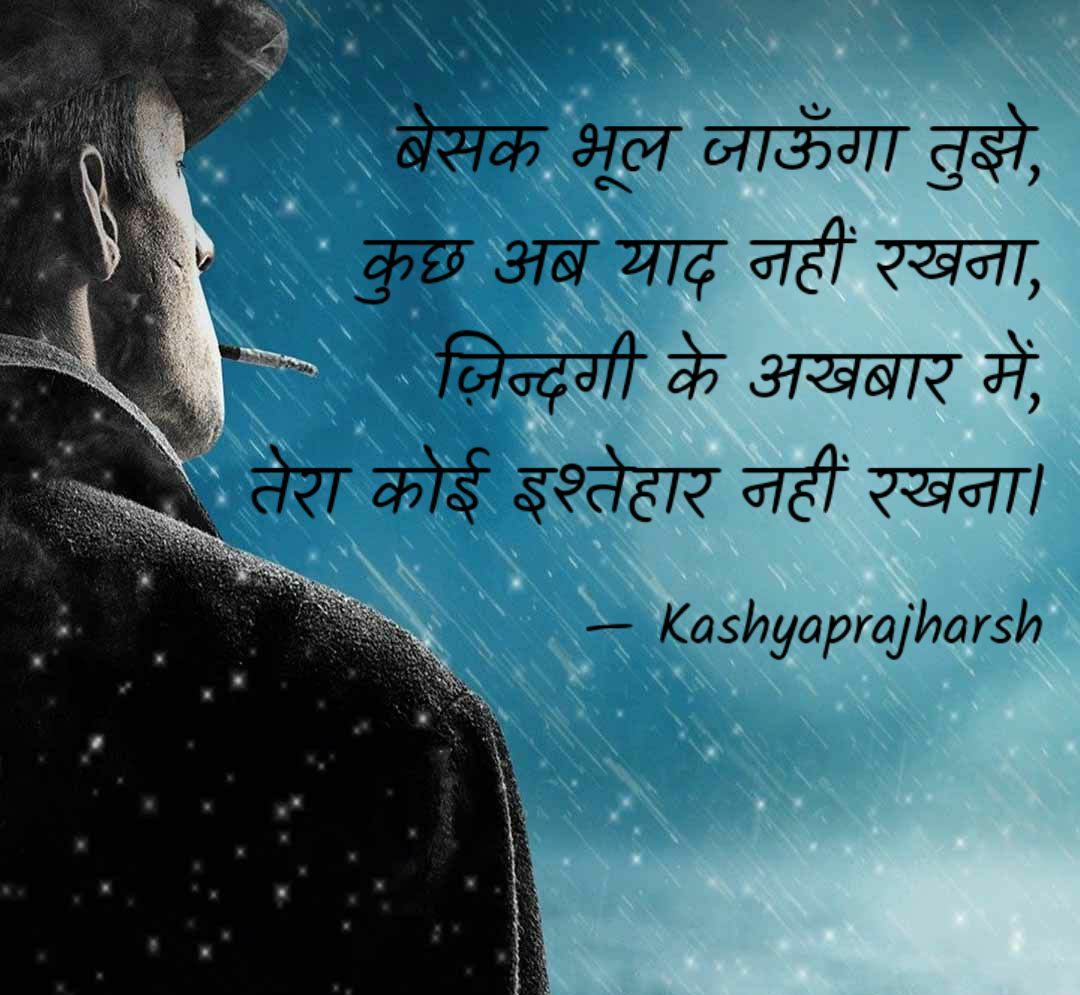 बेसक भूल जाऊँगा तुझे,
कुछ अब याद नहीं रखना,
ज़िन्दगी के अखबार में,
तेरा कोई इश्तेहार नहीं रखना।
— Kashyaprajharsh